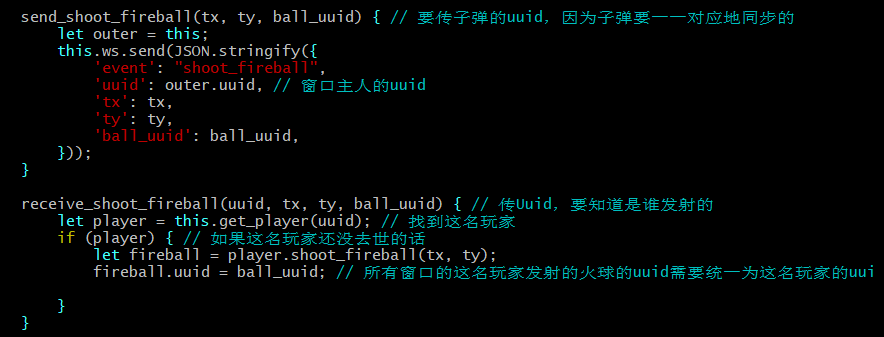 send_shoot_fireball(tx, ty, ball_uuid) { // 要传子弹的uuid，因为子弹要一一对应地同步的
    let outer = this;
    this.ws.send(JSON.stringify({
        'event': "shoot_fireball",
        'uuid': outer.uuid, // 窗口主人的uuid
        'tx': tx,
        'ty': ty,
        'ball_uuid': ball_uuid,
    }));
}
receive_shoot_fireball(uuid, tx, ty, ball_uuid) { // 传Uuid，要知道是谁发射的
    let player = this.get_player(uuid); // 找到这名玩家
    if (player) { // 如果这名玩家还没去世的话
        let fireball = player.shoot_fireball(tx, ty);
        fireball.uuid = ball_uuid; // 所有窗口的这名玩家发射的火球的uuid需要统一为这名玩家的uui
    }
}